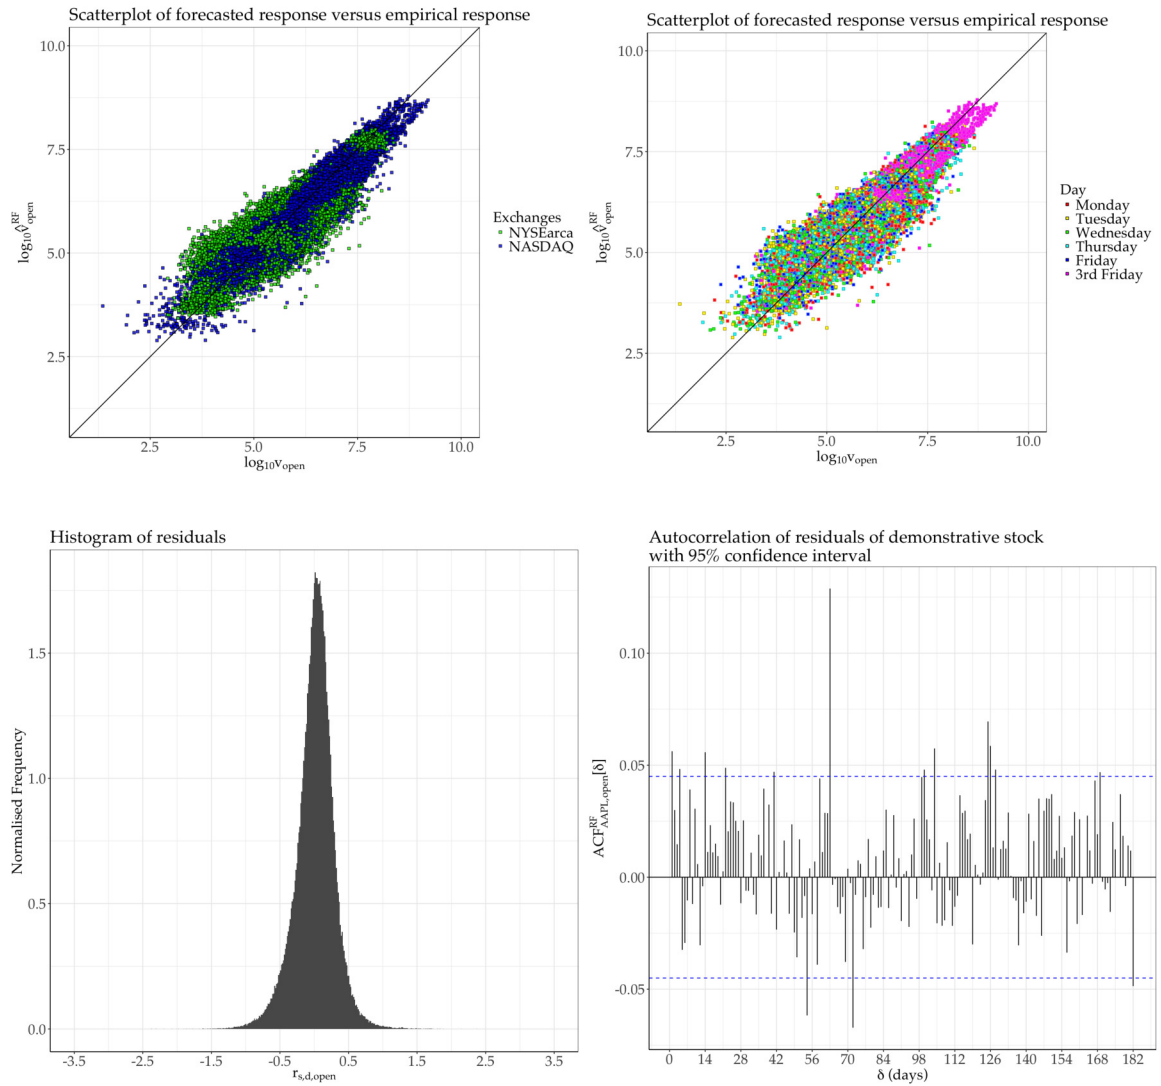 Scatterplot of forecasted response versus empirical response
10.0
7.5
5.0
2.5
log₁₀v̂ᴿᶠopen
2.5 5.0 7.5 10.0
log₁₀vopen
Exchanges
NYSEarca
NASDAQ
Scatterplot of forecasted response versus empirical response
10.0
7.5
5.0
2.5
log₁₀v̂ᴿᶠopen
2.5 5.0 7.5 10.0
log₁₀vopen
Day
Monday
Tuesday
Wednesday
Thursday
Friday
3rd Friday
Histogram of residuals
1.5
1.0
0.5
0.0
Normalised Frequency
-3.5 -2.5 -1.5 -0.5 0.5 1.5 2.5 3.5
rs,d,open
Autocorrelation of residuals of demonstrative stock
with 95% confidence interval
0.10
0.05
0.00
-0.05
ACFᴿᶠAAPL,open[δ]
0 14 28 42 56 70 84 98 112 126 140 154 168 182
δ (days)